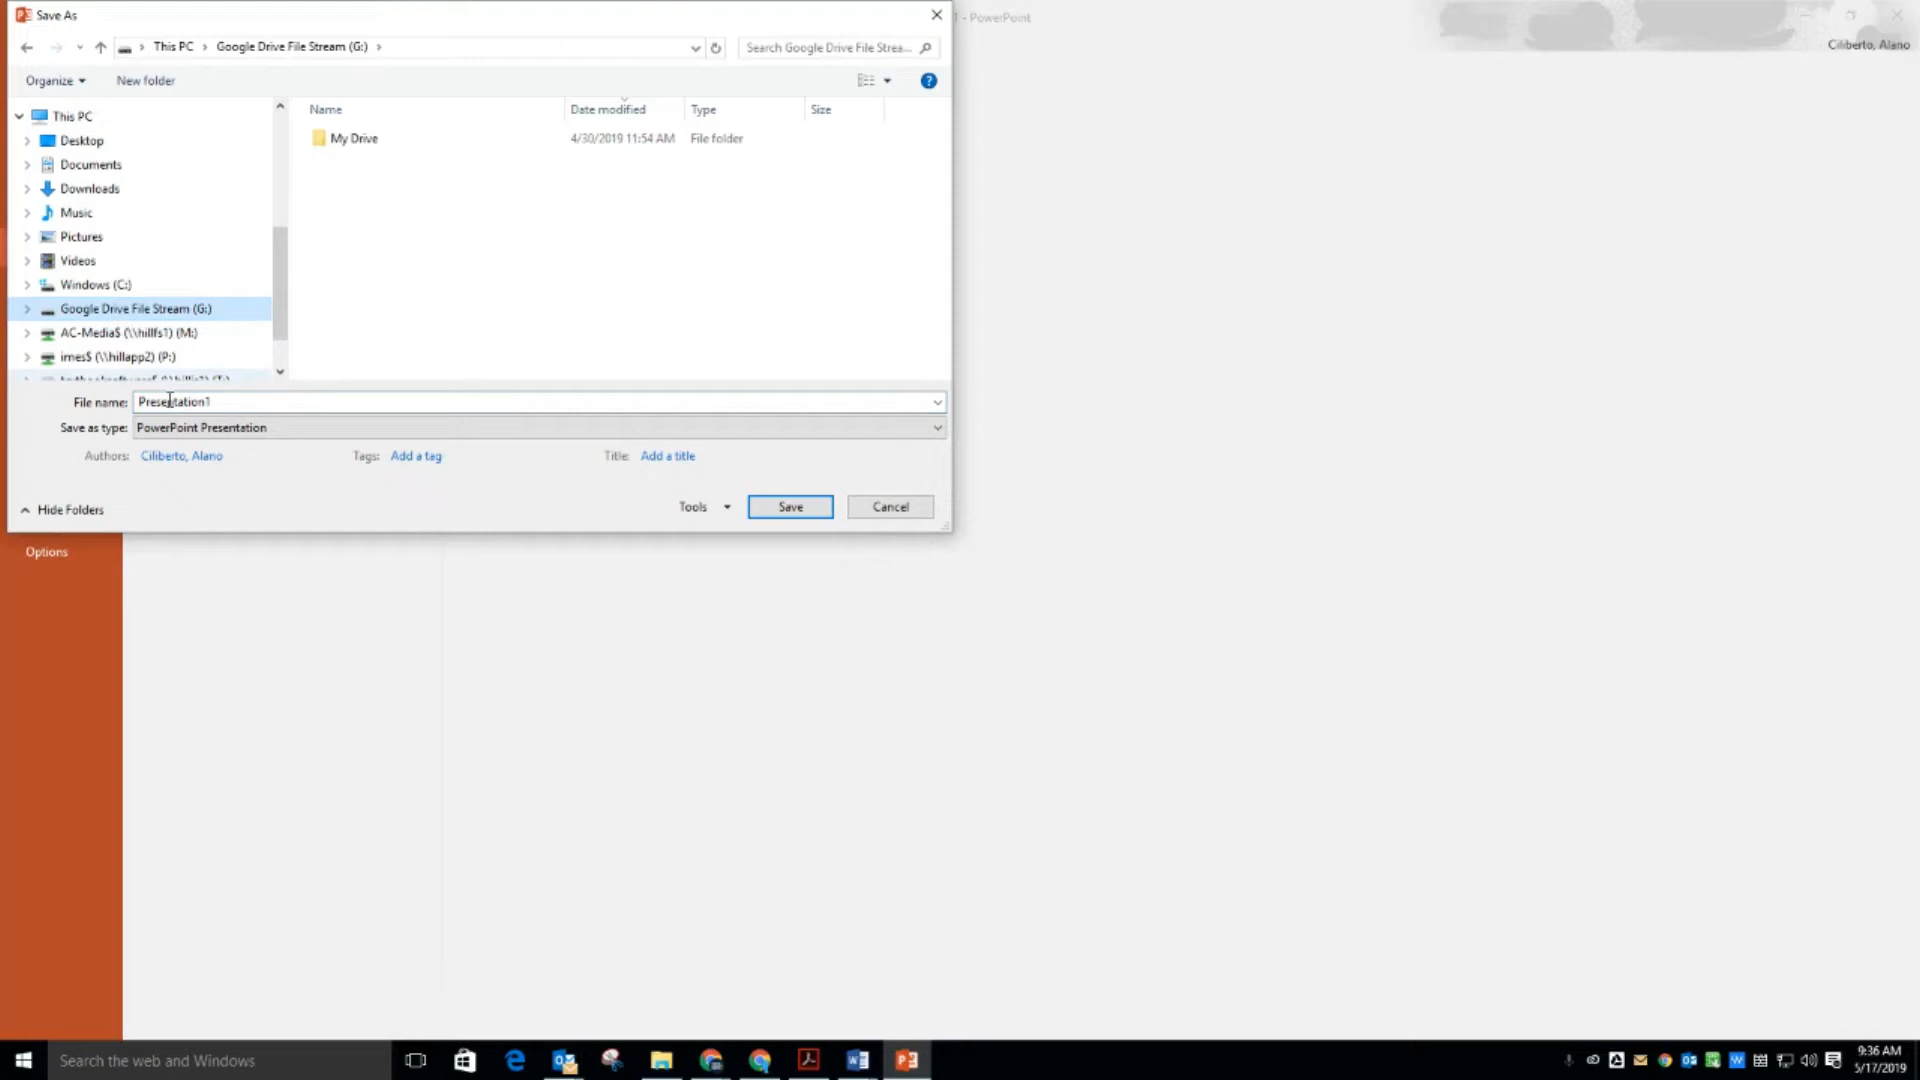 Save As
1 - PowerPoint
Ciliberto, Alano
This PC > Google Drive File Stream (G:) >
Search Google Drive File Strea...
Organize
New folder
Name
Date modified
Type
Size
My Drive
4/30/2019 11:54 AM
File folder
This PC
Desktop
Documents
Downloads
Music
Pictures
Videos
Windows (C:)
Google Drive File Stream (G:)
AC-Media$ (\\hillfs1) (M:)
imes$ (\\hillapp2) (P:)
File name: Presentation1
Save as type: PowerPoint Presentation
Authors: Ciliberto, Alano
Tags: Add a tag
Title: Add a title
Hide Folders
Tools
Save
Cancel
Options
Search the web and Windows
9:36 AM
5/17/2019